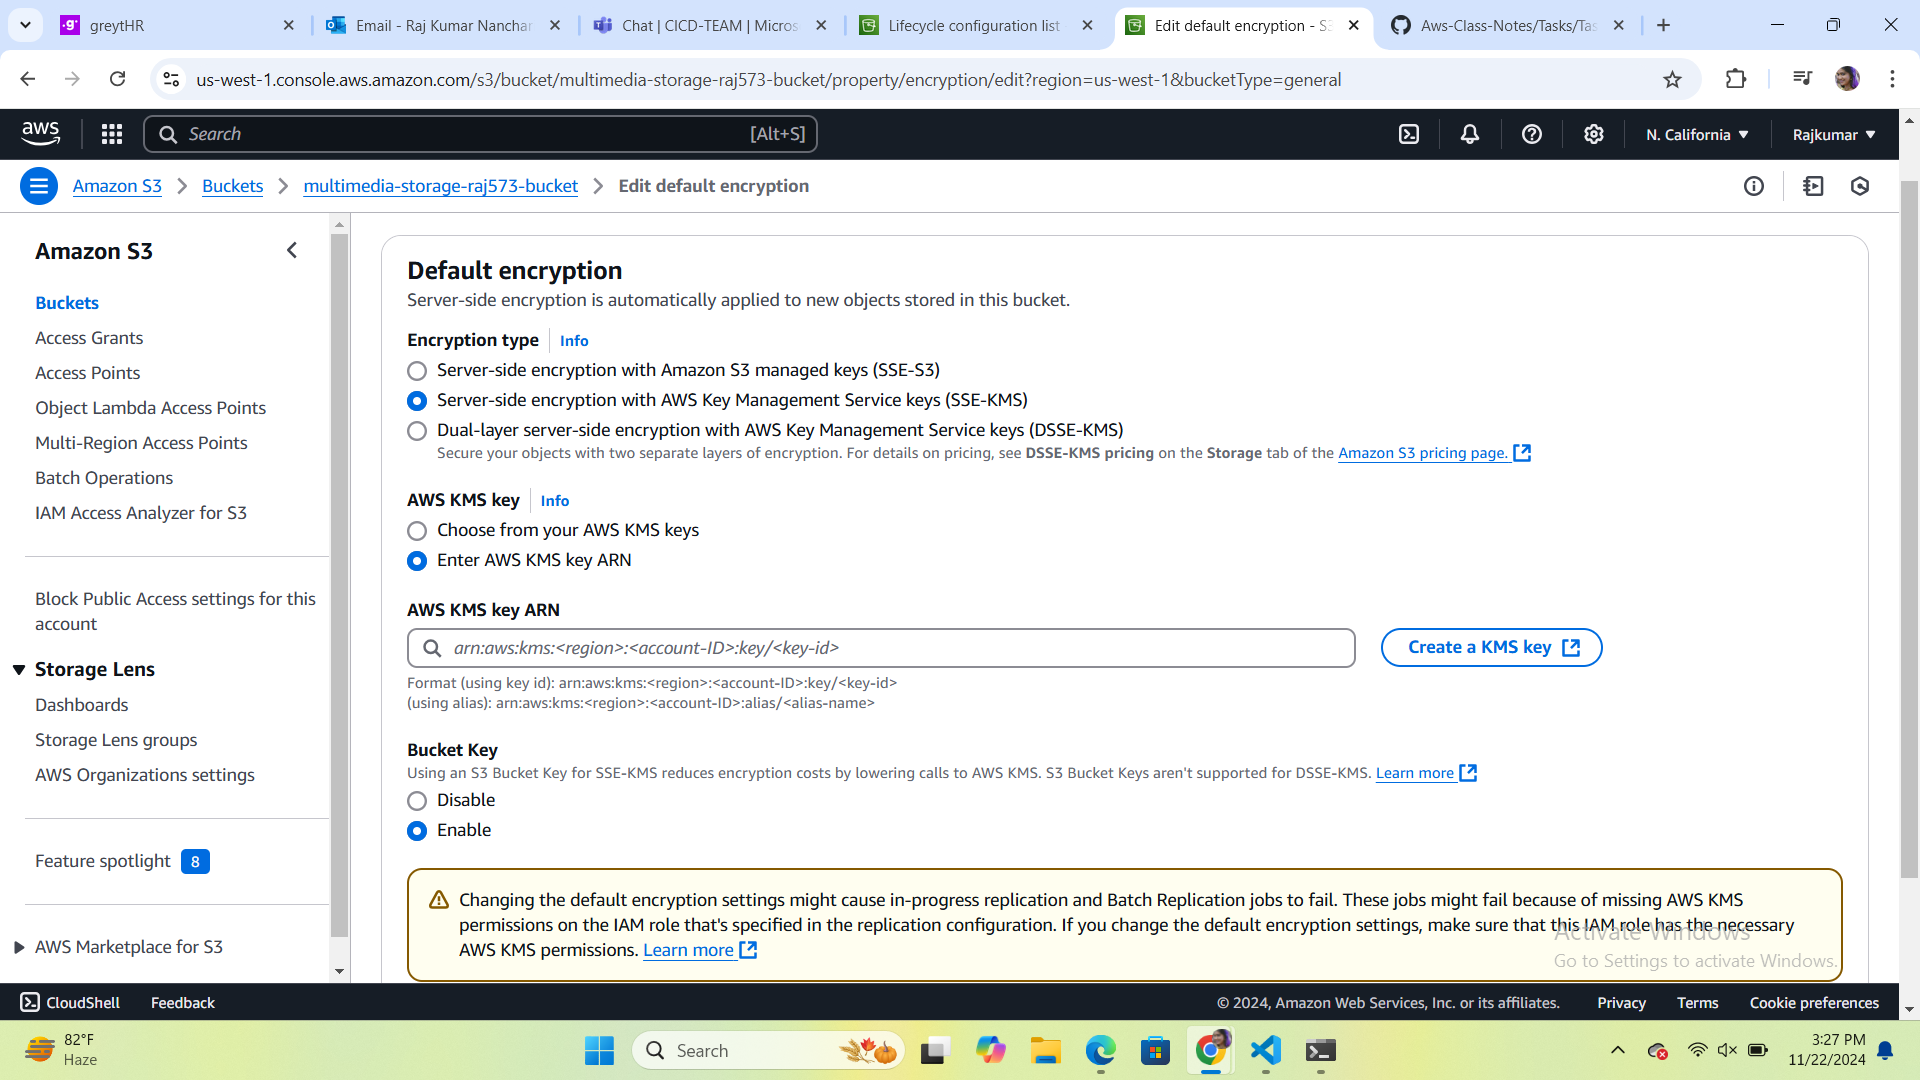 greytHR
Email - Raj Kumar Nanchar
Chat | CICD-TEAM | Micros
Lifecycle configuration list
Edit default encryption - S3
Aws-Class-Notes/Tasks/Tas
us-west-1.console.aws.amazon.com/s3/bucket/multimedia-storage-raj573-bucket/property/encryption/edit?region=us-west-1&bucketType=general
aws
Search
[Alt+S]
N. California
Rajkumar
Amazon S3
Buckets
multimedia-storage-raj573-bucket
Edit default encryption
Amazon S3
Buckets
Access Grants
Access Points
Object Lambda Access Points
Multi-Region Access Points
Batch Operations
IAM Access Analyzer for S3
Block Public Access settings for this
account
Storage Lens
Dashboards
Storage Lens groups
AWS Organizations settings
Feature spotlight 8
AWS Marketplace for S3
Default encryption
Server-side encryption is automatically applied to new objects stored in this bucket.
Encryption type Info
Server-side encryption with Amazon S3 managed keys (SSE-S3)
Server-side encryption with AWS Key Management Service keys (SSE-KMS)
Dual-layer server-side encryption with AWS Key Management Service keys (DSSE-KMS)
Secure your objects with two separate layers of encryption. For details on pricing, see DSSE-KMS pricing on the Storage tab of the Amazon S3 pricing page.
AWS KMS key Info
Choose from your AWS KMS keys
Enter AWS KMS key ARN
AWS KMS key ARN
arn:aws:kms:<region>:<account-ID>:key/<key-id>
Create a KMS key
Format (using key id): arn:aws:kms:<region>:<account-ID>:key/<key-id>
(using alias): arn:aws:kms:<region>:<account-ID>:alias/<alias-name>
Bucket Key
Using an S3 Bucket Key for SSE-KMS reduces encryption costs by lowering calls to AWS KMS. S3 Bucket Keys aren't supported for DSSE-KMS. Learn more
Disable
Enable
Changing the default encryption settings might cause in-progress replication and Batch Replication jobs to fail. These jobs might fail because of missing AWS KMS
permissions on the IAM role that's specified in the replication configuration. If you change the default encryption settings, make sure that this IAM role has the necessary
AWS KMS permissions. Learn more
Activate Windows
Go to Settings to activate Windows.
CloudShell
Feedback
© 2024, Amazon Web Services, Inc. or its affiliates.
Privacy
Terms
Cookie preferences
82°F
Haze
Search
3:27 PM
11/22/2024